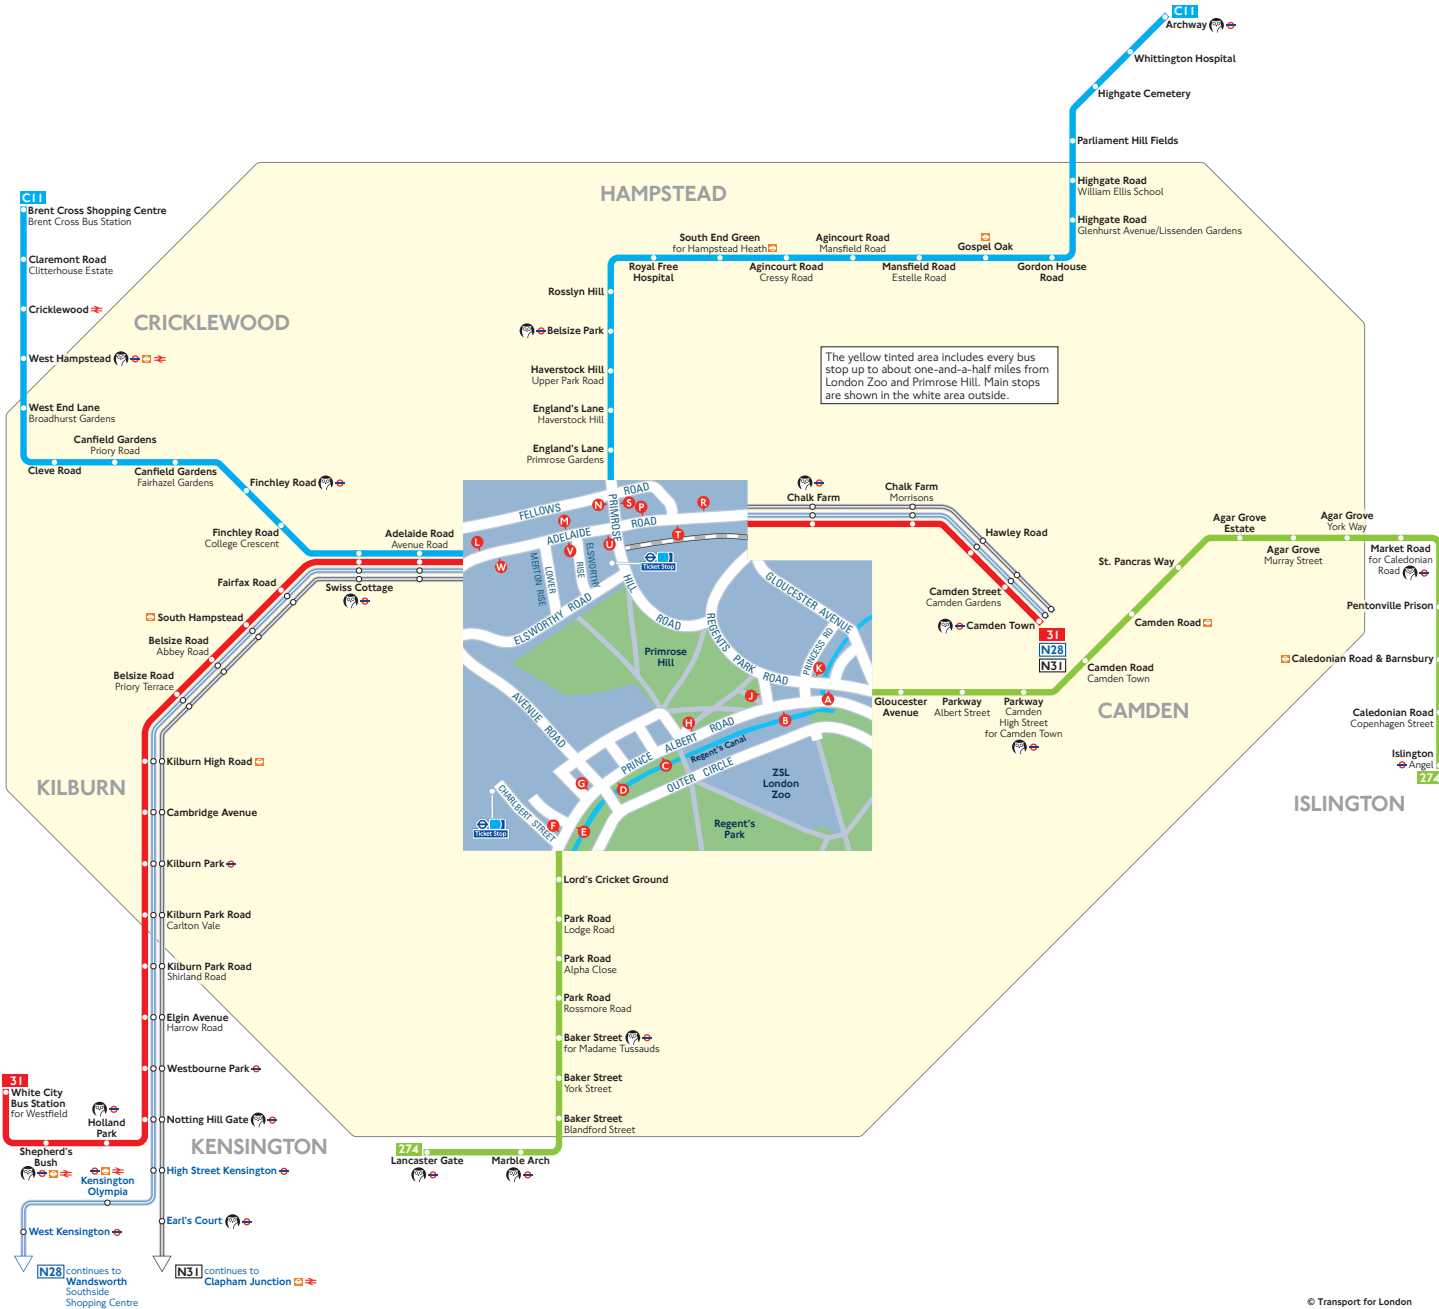 C11
Archway
Whittington Hospital
Highgate Cemetery
Parliament Hill Fields
Highgate Road
William Ellis School
Highgate Road
Glenhurst Avenue/Lissenden Gardens
HAMPSTEAD
C11
Brent Cross Shopping Centre
Brent Cross Bus Station
Claremont Road
Clitterhouse Estate
Cricklewood
CRICKLEWOOD
West Hampstead
West End Lane
Broadhurst Gardens
Canfield Gardens
Priory Road
Cleve Road
Canfield Gardens
Fairhazel Gardens
Finchley Road
Finchley Road
College Crescent
Adelaide Road
Avenue Road
Swiss Cottage
South End Green
for Hampstead Heath
Agincourt Road
Mansfield Road
Gospel Oak
Royal Free
Hospital
Agincourt Road
Cressy Road
Mansfield Road
Estelle Road
Gordon House
Road
Rosslyn Hill
Belsize Park
Haverstock Hill
Upper Park Road
England's Lane
Haverstock Hill
England's Lane
Primrose Gardens
The yellow tinted area includes every bus
stop up to about one-and-a-half miles from
London Zoo and Primrose Hill. Main stops
are shown in the white area outside.
Chalk Farm
Chalk Farm
Morrisons
Hawley Road
Camden Street
Camden Gardens
Camden Town
31
N28
N31
Agar Grove
Estate
Agar Grove
York Way
Agar Grove
Murray Street
Market Road
for Caledonian
Road
St. Pancras Way
Pentonville Prison
Camden Road
Caledonian Road & Barnsbury
Camden Road
Camden Town
CAMDEN
Caledonian Road
Copenhagen Street
Islington
Angel
274
ISLINGTON
Gloucester
Avenue
Parkway
Albert Street
Parkway
Camden
High Street
for Camden Town
Fairfax Road
South Hampstead
Belsize Road
Abbey Road
Belsize Road
Priory Terrace
KILBURN
Kilburn High Road
Cambridge Avenue
Kilburn Park
Kilburn Park Road
Carlton Vale
Kilburn Park Road
Shirland Road
Elgin Avenue
Harrow Road
Westbourne Park
Notting Hill Gate
KENSINGTON
High Street Kensington
Earl's Court
31
White City
Bus Station
for Westfield
Holland
Park
Shepherd's
Bush
Kensington
Olympia
West Kensington
N28 continues to
Wandsworth
Southside
Shopping Centre
N31 continues to
Clapham Junction
FELLOWS ROAD
ADELAIDE ROAD
PRIMROSE HILL ROAD
ELSWORTHY RISE
LOWER MERTON RISE
ELSWORTHY ROAD
GLOUCESTER AVENUE
REGENTS PARK ROAD
PRINCESS RD
AVENUE ROAD
PRINCE ALBERT ROAD
Regent's Canal
OUTER CIRCLE
CHARLBERT STREET
Primrose
Hill
ZSL
London
Zoo
Regent's
Park
Ticket Stop
Ticket Stop
L
M
N
S
P
R
T
U
V
W
K
J
A
B
H
C
D
G
F
E
Lord's Cricket Ground
Park Road
Lodge Road
Park Road
Alpha Close
Park Road
Rossmore Road
Baker Street
for Madame Tussauds
Baker Street
York Street
Baker Street
Blandford Street
274
Lancaster Gate
Marble Arch
© Transport for London